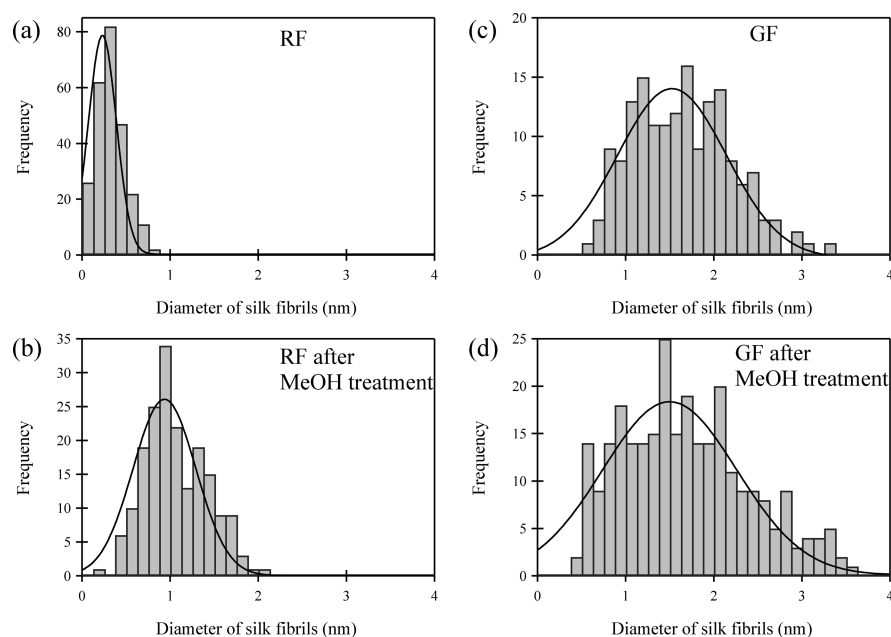 (a)
RF
Frequency
80
60
40
20
0
0 1 2 3 4
Diameter of silk fibrils (nm)
(c)
GF
Frequency
20
15
10
5
0
0 1 2 3 4
Diameter of silk fibrils (nm)
(b)
RF after
MeOH treatment
Frequency
35
30
25
20
15
10
5
0
0 1 2 3 4
Diameter of silk fibrils (nm)
(d)
GF after
MeOH treatment
Frequency
25
20
15
10
5
0
0 1 2 3 4
Diameter of silk fibrils (nm)